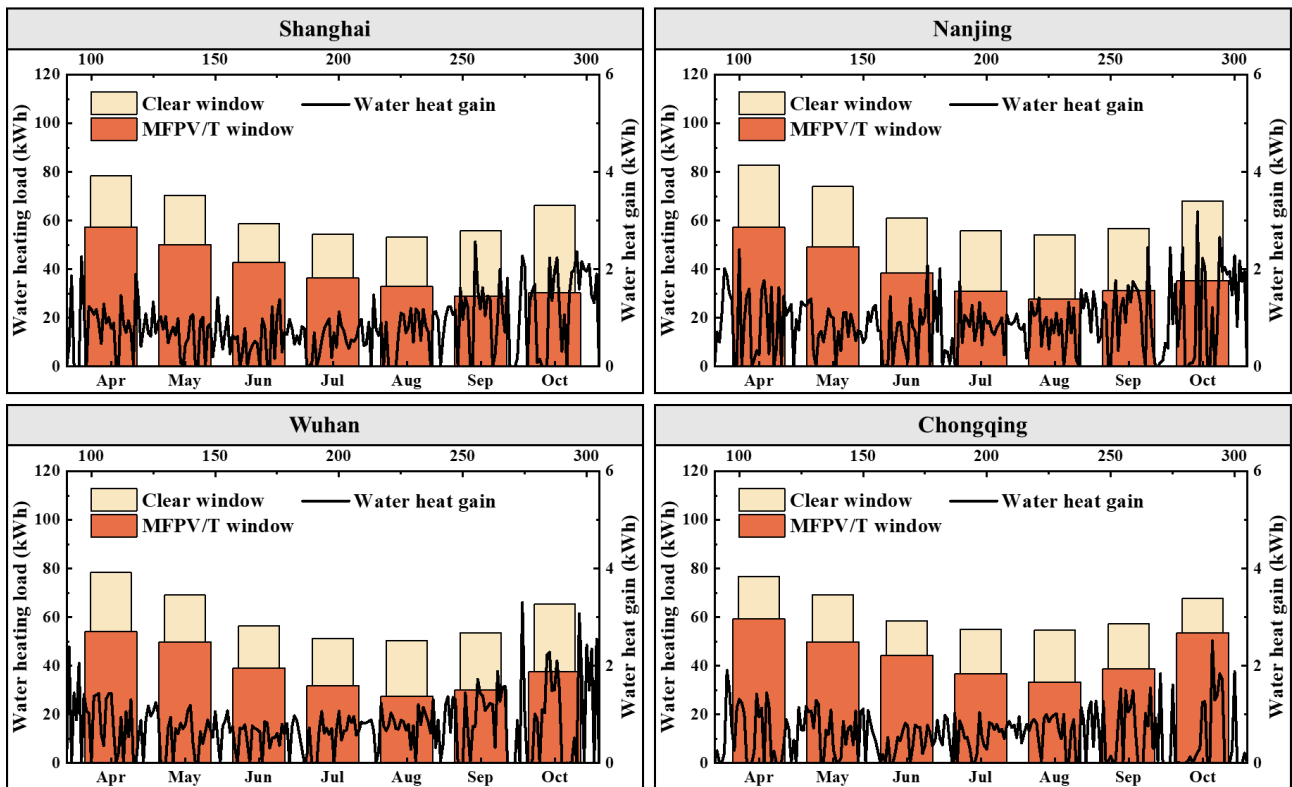 Shanghai
100 150 200 250 300
120 100 80 60 40 20 0
Water heating load (kWh)
Clear window
MFPV/T window
Water heat gain
6 4 2 0
Water heat gain (kWh)
Apr May Jun Jul Aug Sep Oct
Nanjing
100 150 200 250 300
120 100 80 60 40 20 0
Water heating load (kWh)
Clear window
MFPV/T window
Water heat gain
6 4 2 0
Water heat gain (kWh)
Apr May Jun Jul Aug Sep Oct
Wuhan
100 150 200 250 300
120 100 80 60 40 20 0
Water heating load (kWh)
Clear window
MFPV/T window
Water heat gain
6 4 2 0
Water heat gain (kWh)
Apr May Jun Jul Aug Sep Oct
Chongqing
100 150 200 250 300
120 100 80 60 40 20 0
Water heating load (kWh)
Clear window
MFPV/T window
Water heat gain
6 4 2 0
Water heat gain (kWh)
Apr May Jun Jul Aug Sep Oct